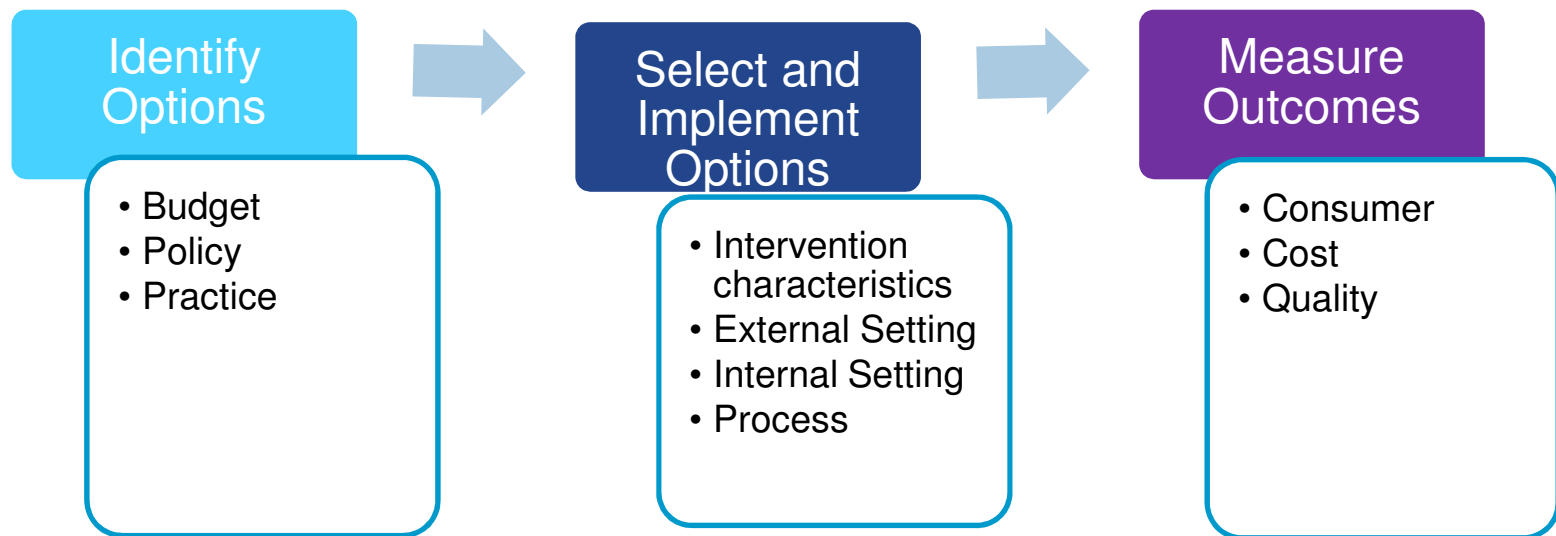 Identify
Options
• Budget
• Policy
• Practice
Select and
Implement
Options
• Intervention
characteristics
• External Setting
• Internal Setting
• Process
Measure
Outcomes
• Consumer
• Cost
• Quality